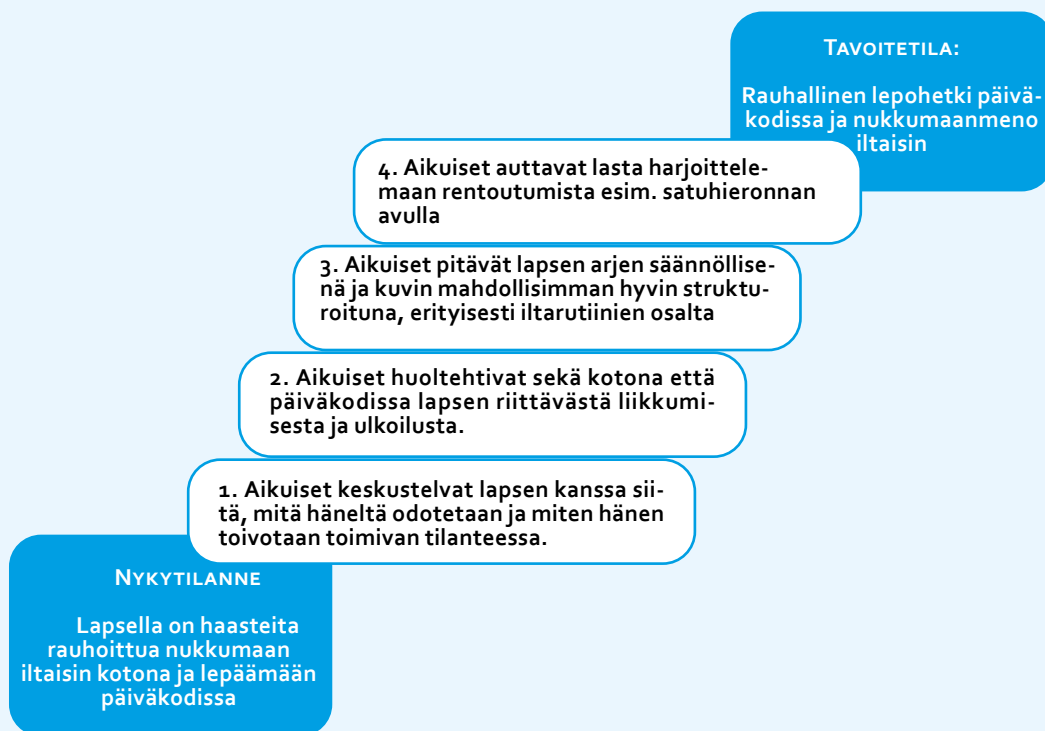 TAVOITETILA:
Rauhallinen lepohetki päivä-
kodissa ja nukkumaanmeno
iltaisin
4. Aikuiset auttavat lasta harjoittele-
maan rentoutumista esim. satuhieronnan
avulla
3. Aikuiset pitävät lapsen arjen säännöllise-
nä ja kuvin mahdollisimman hyvin struktu-
roituna, erityisesti iltarutiinien osalta
2. Aikuiset huoltehtivat sekä kotona että
päiväkodissa lapsen riittävästä liikkumi-
sesta ja ulkoilusta.
1. Aikuiset keskustelvat lapsen kanssa sii-
tä, mitä häneltä odotetaan ja miten hänen
toivotaan toimivan tilanteessa.
NYKYTILANNE
Lapsella on haasteita
rauhoittua nukkumaan
iltaisin kotona ja lepäämään
päiväkodissa